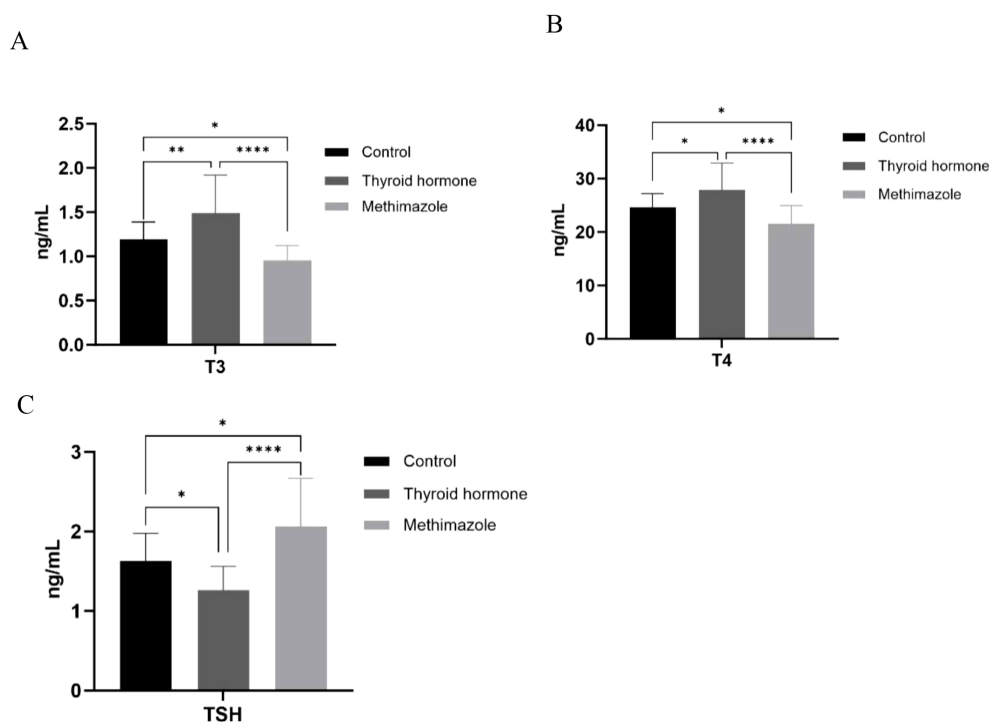 A
2.5
2.0
1.5
1.0
0.5
0.0
ng/mL
*
** ****
T3
Control
Thyroid hormone
Methimazole
B
40
30
20
10
0
ng/mL
*
* ****
T4
Control
Thyroid hormone
Methimazole
C
3
2
1
0
ng/mL
*
****
*
TSH
Control
Thyroid hormone
Methimazole